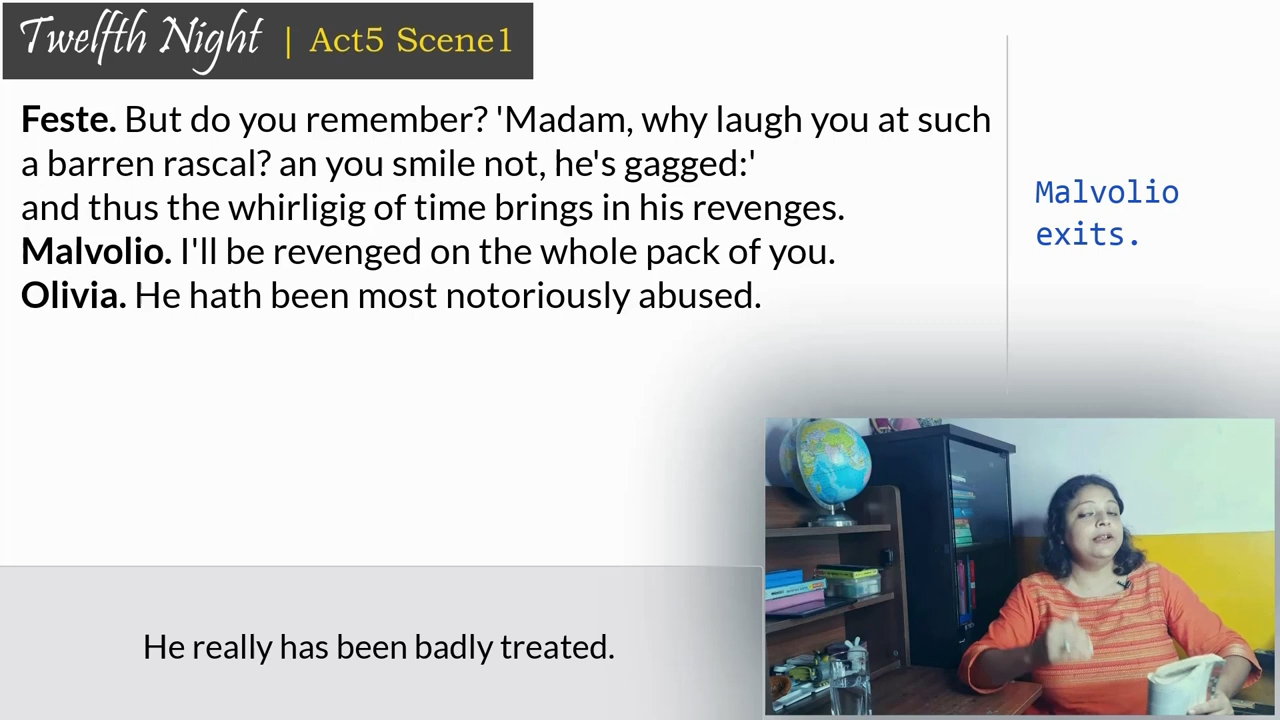 Twelfth Night | Act5 Scene1
Feste. But do you remember? 'Madam, why laugh you at such
a barren rascal? an you smile not, he's gagged:'
and thus the whirligig of time brings in his revenges.
Malvolio. I'll be revenged on the whole pack of you.
Olivia. He hath been most notoriously abused.
Malvolio
exits.
He really has been badly treated.